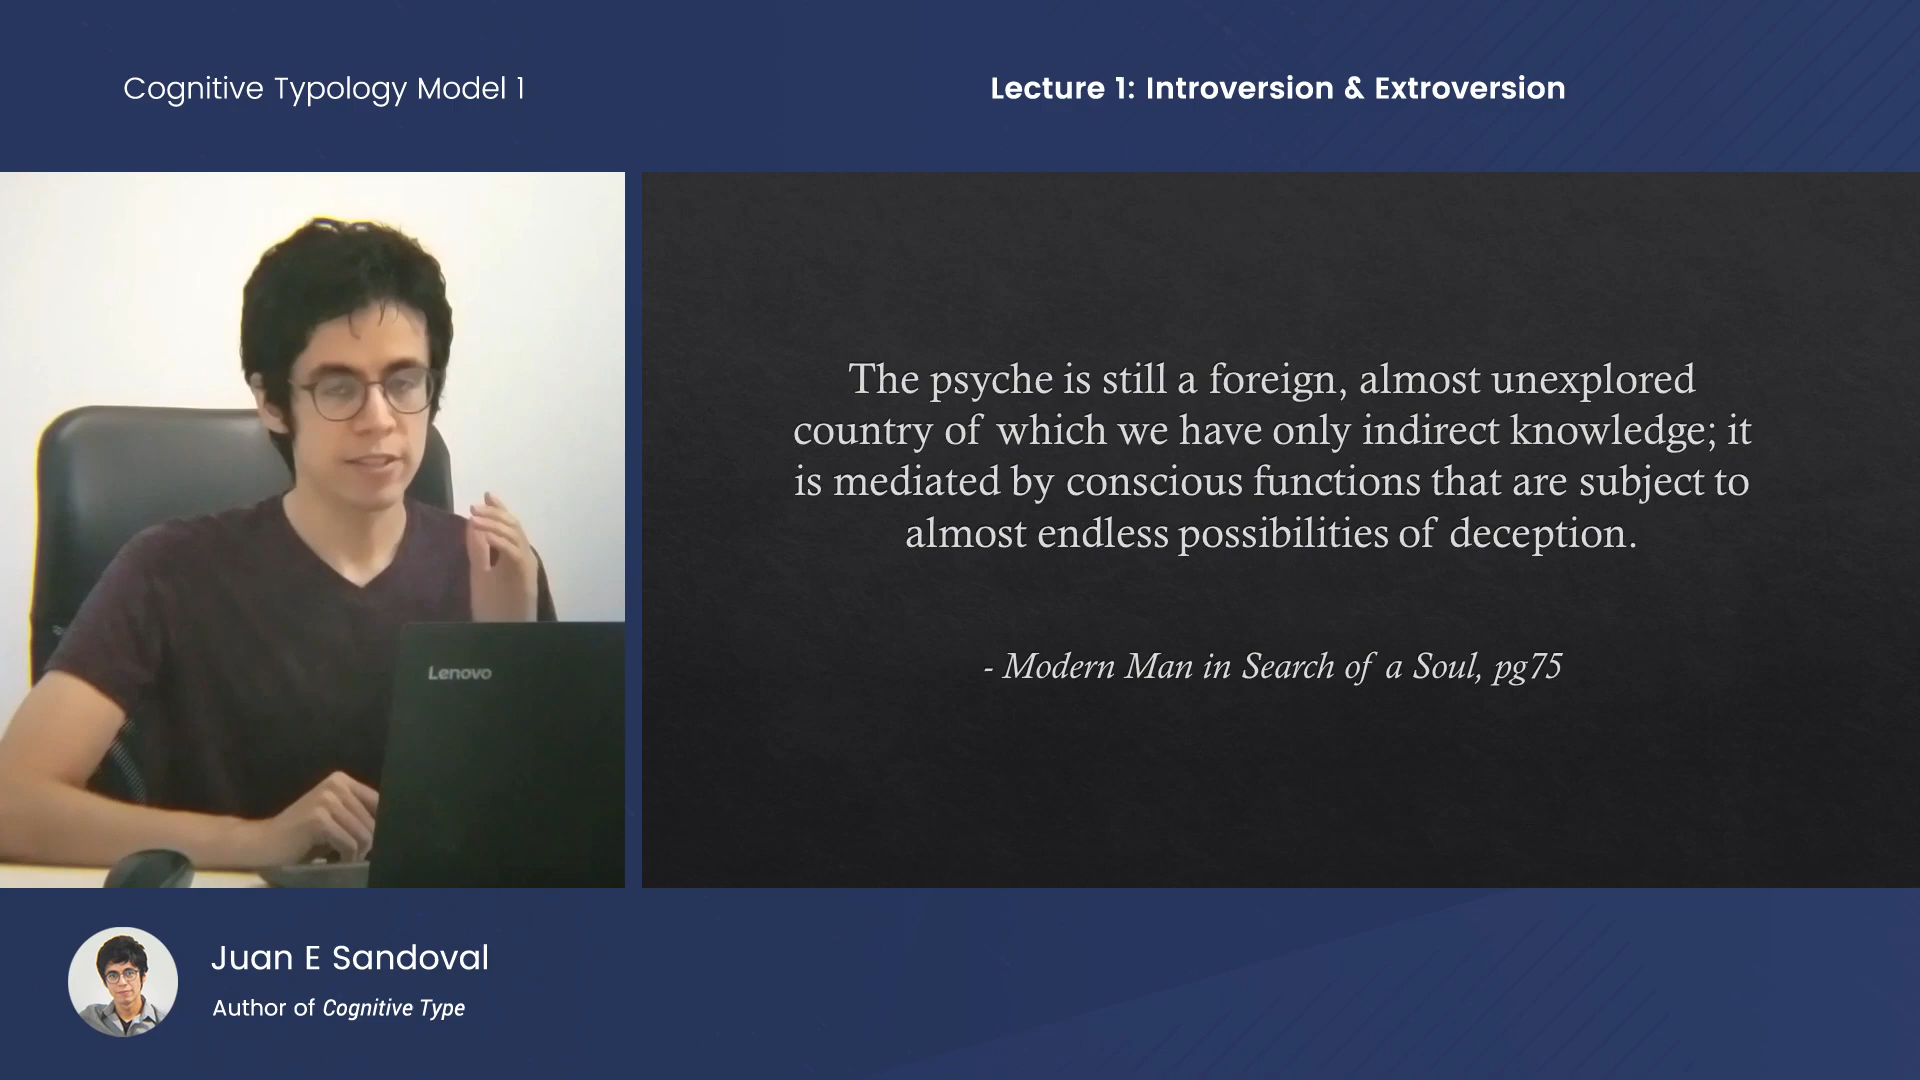 Cognitive Typology Model 1
Lecture 1: Introversion & Extroversion
The psyche is still a foreign, almost unexplored
country of which we have only indirect knowledge; it
is mediated by conscious functions that are subject to
almost endless possibilities of deception.
- Modern Man in Search of a Soul, pg75
Lenovo
Juan E Sandoval
Author of Cognitive Type